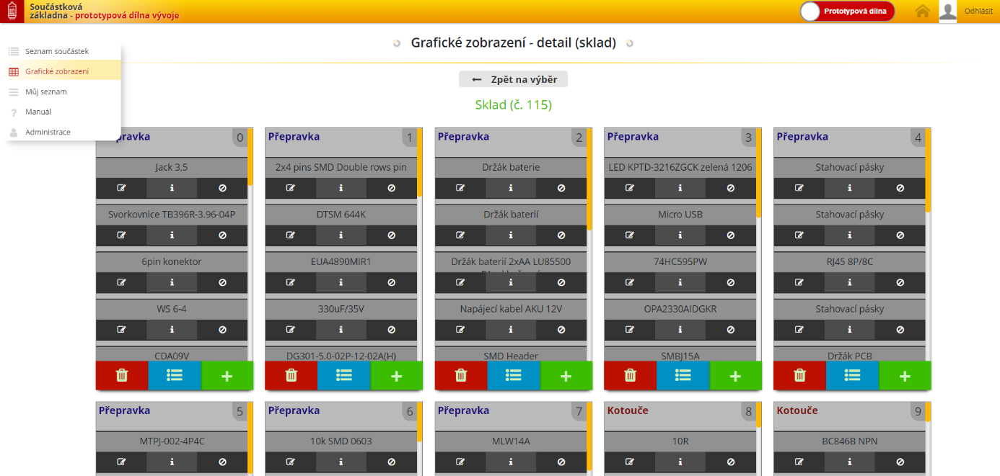 Součástková
základna - prototypová dílna vývoje
Prototypová dílna
Odhlásit
Grafické zobrazení - detail (sklad)
Seznam součástek
Grafické zobrazení
Můj seznam
Manuál
Administrace
← Zpět na výběr
Sklad (č. 115)
pravka 0
Jack 3,5
Svorkovnice TB396R-3.96-04P
6pin konektor
WS 6-4
CDA09V
Přepravka 1
2x4 pins SMD Double rows pin
DTSM 644K
EUA4890MIR1
330uF/35V
DG301-5.0-02P-12-02A(H)
Přepravka 2
Držák baterie
Držák baterií
Držák baterií 2xAA LU85500
Napájecí kabel AKU 12V
SMD Header
Přepravka 3
LED KPTD-3216ZGCK zelená 1206
Micro USB
74HC595PW
OPA2330AIDGKR
SMBJ15A
Přepravka 4
Stahovací pásky
Stahovací pásky
RJ45 8P/8C
Stahovací pásky
Držák PCB
Přepravka 5
MTPJ-002-4P4C
Přepravka 6
10k SMD 0603
Přepravka 7
MLW14A
Kotouče 8
10R
Kotouče 9
BC846B NPN